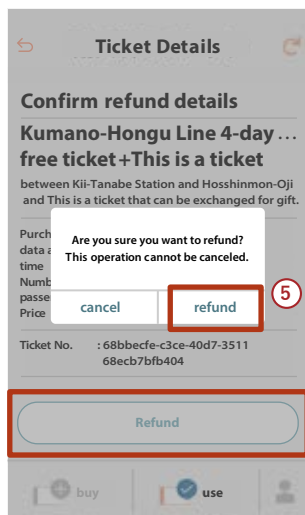 Ticket Details
Confirm refund details
Kumano-Hongu Line 4-day ...
free ticket+This is a ticket
between Kii-Tanabe Station and Hosshinmon-Oji
and This is a ticket that can be exchanged for gift.
Purch
data a
time
Numb
passe
Price
Are you sure you want to refund?
This operation cannot be canceled.
cancel refund
5
Ticket No. : 68bbecfe-c3ce-40d7-3511
68ecb7bfb404
Refund
buy use